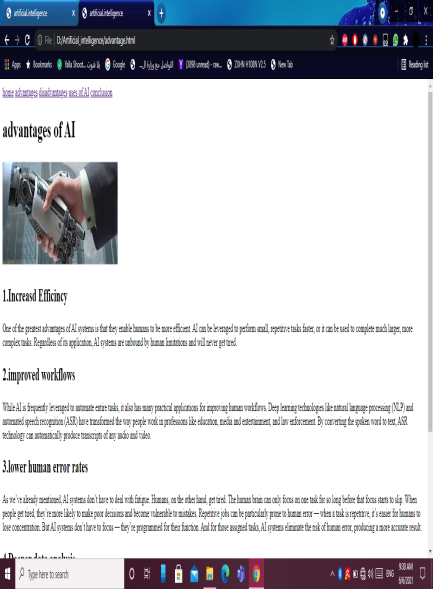 artificial.intelligence
artificial.intelligence
File
D:/Artificial_intelligence/advantage.html
Apps
Bookmarks
Yalla Shoot...
Google
التواصل مع وزارة ال...
(3898 unread) - raw...
ZOHN H108N V2.5
New Tab
Reading list
home advantages disadvantages uses of AI conclusion
advantages of AI
1.Increasd Efficincy
One of the greatest advantages of AI systems is that they enable humans to be more efficient. AI can be leveraged to perform small, repetitive tasks faster, or it can be used to complete much larger, more
complex tasks. Regardless of its application, AI systems are unbound by human limitations and will never get tired.
2.improved workflows
While AI is frequently leveraged to automate entire tasks, it also has many practical applications for improving human workflows. Deep learning technologies like natural language processing (NLP) and
automated speech recognition (ASR) have transformed the way people work in professions like education, media and entertainment, and law enforcement. By converting the spoken word to text, ASR
technology can automatically produce transcripts of any audio and video.
3.lower human error rates
As we've already mentioned, AI systems don't have to deal with fatigue. Humans, on the other hand, get tired. The human brain can only focus on one task for so long before that focus starts to slip. When
people get tired, they're more likely to make poor decisions and become vulnerable to mistakes. Repetitive jobs can be particularly prone to human error — when a task is repetitive, it's easier for humans to
lose concentration. But AI systems don't have to focus — they're programmed for their function. And for those assigned tasks, AI systems eliminate the risk of human error, producing a more accurate result.
4.Deeper data analysis
Type here to search
ENG
9:30 AM
5/6/2021